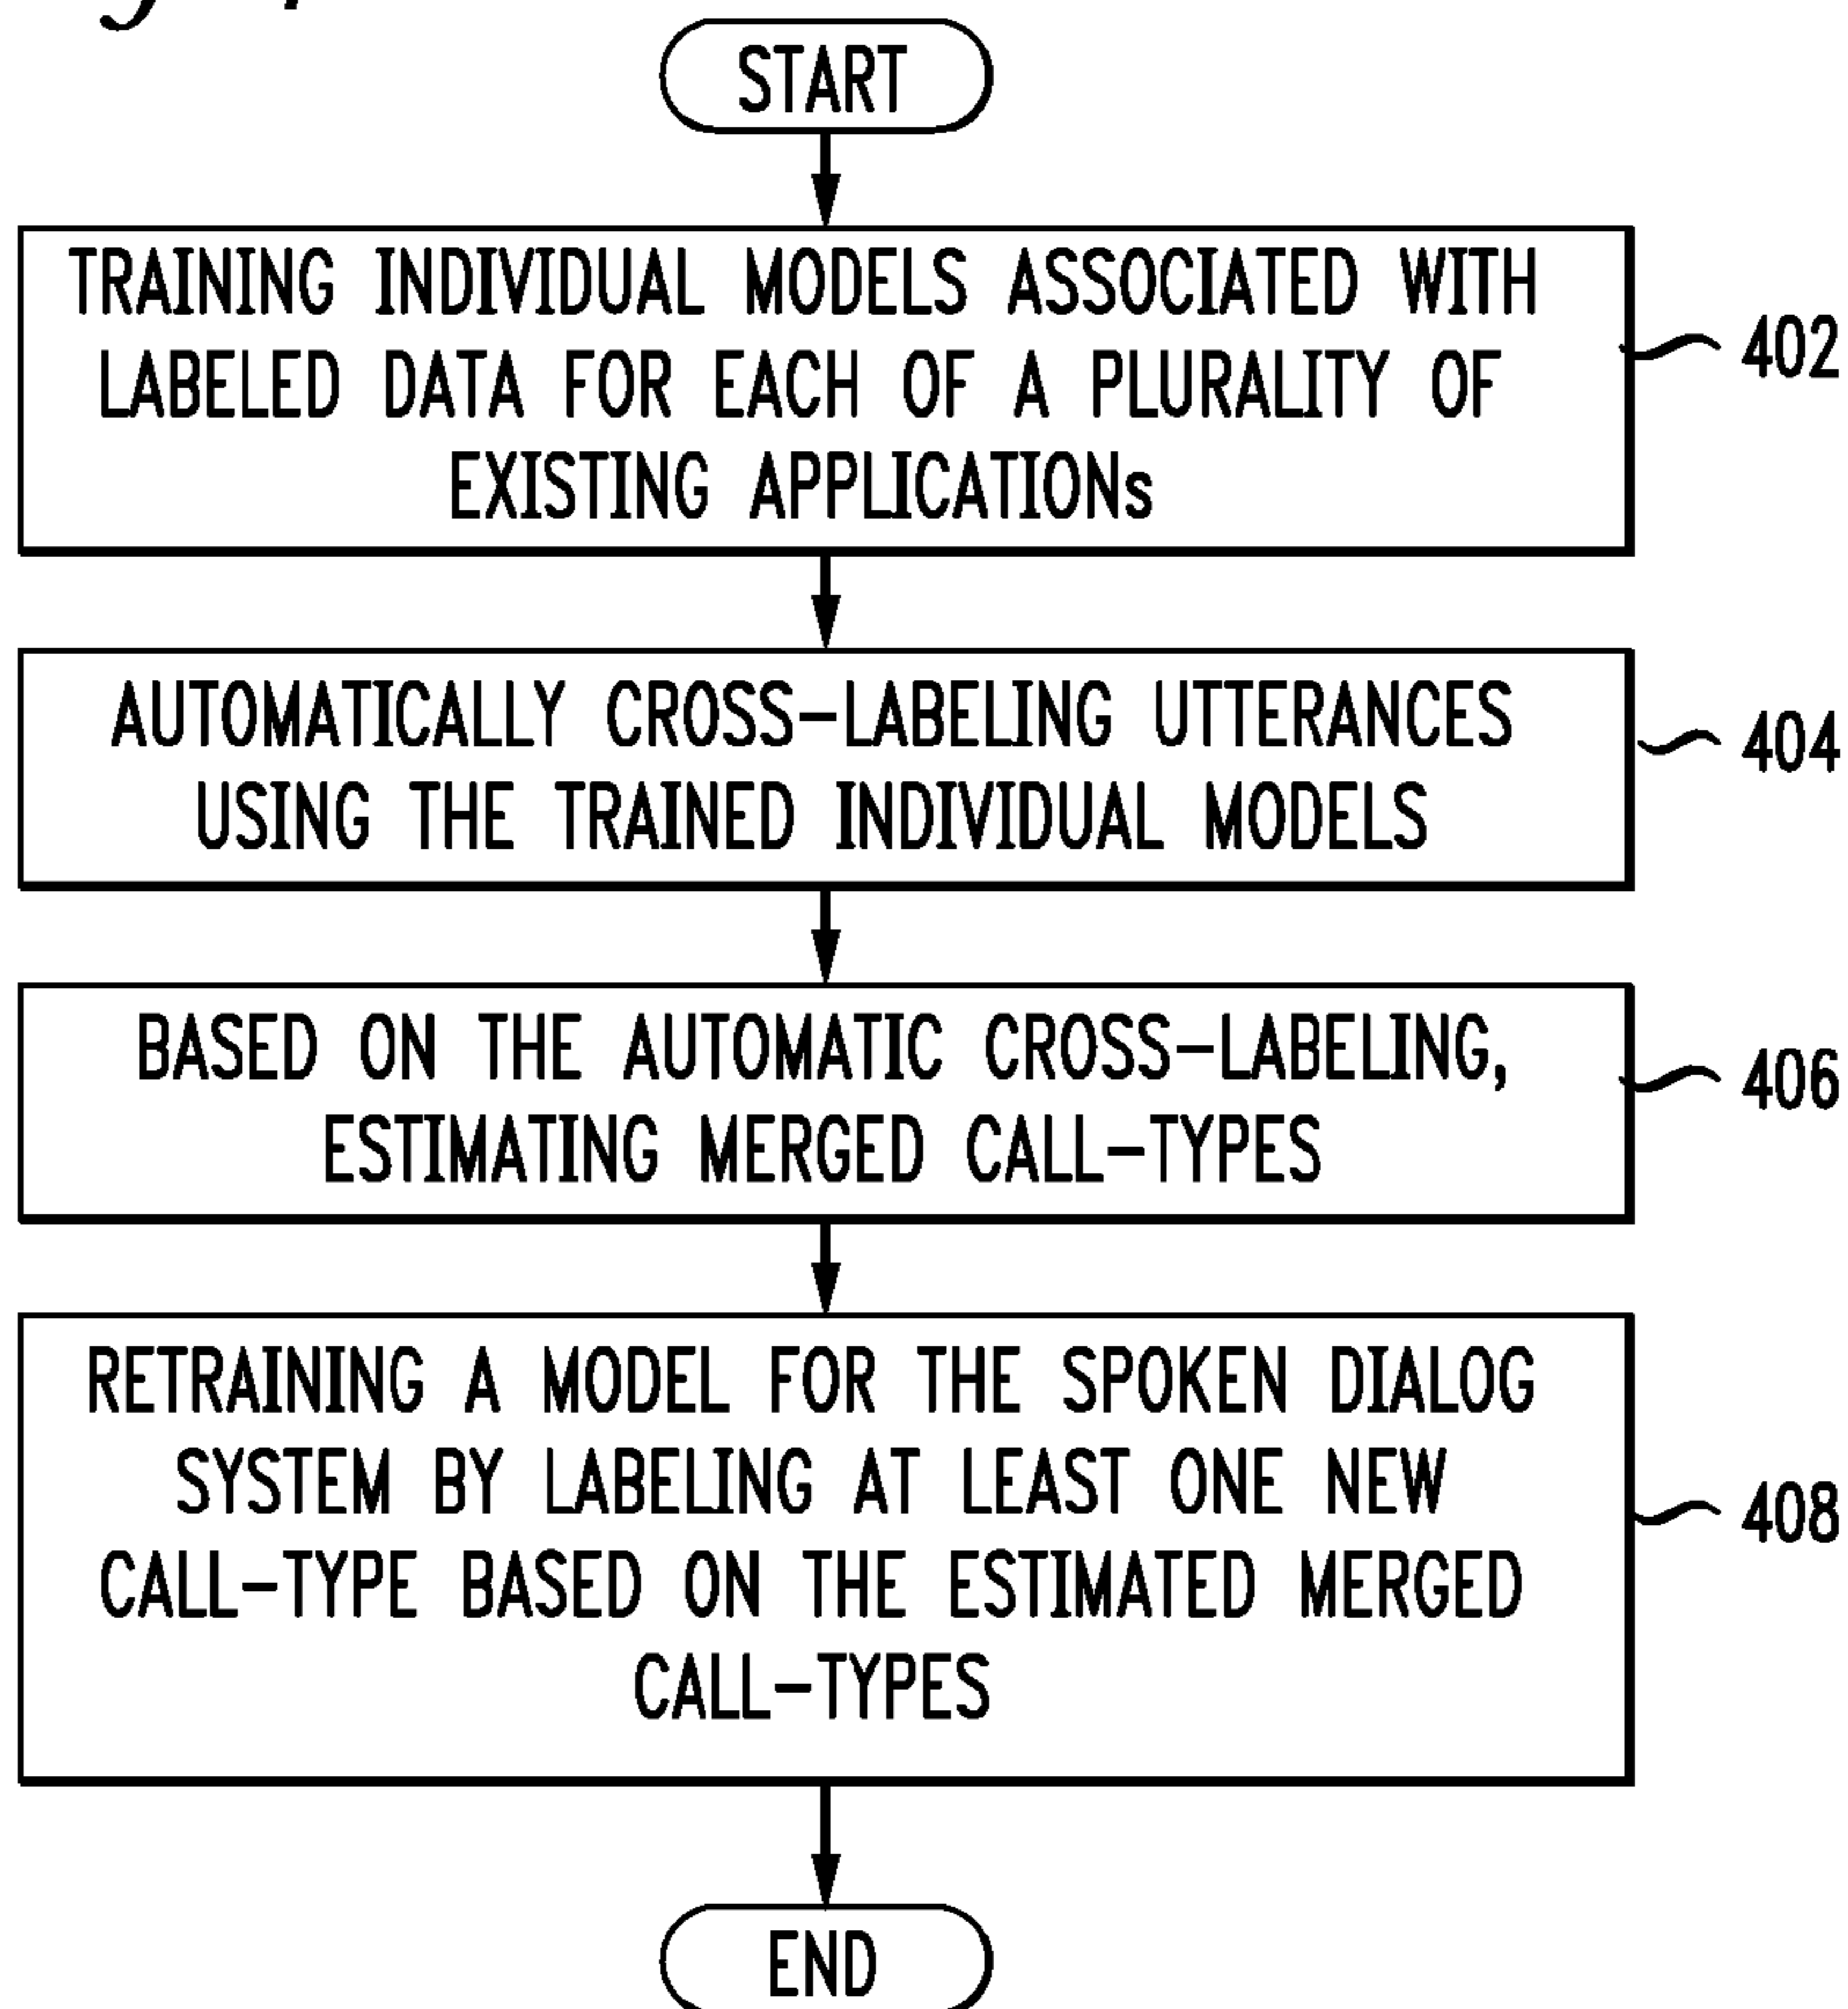 START
TRAINING INDIVIDUAL MODELS ASSOCIATED WITH
LABELED DATA FOR EACH OF A PLURALITY OF
EXISTING APPLICATIONs
402
AUTOMATICALLY CROSS-LABELING UTTERANCES
USING THE TRAINED INDIVIDUAL MODELS
404
BASED ON THE AUTOMATIC CROSS-LABELING,
ESTIMATING MERGED CALL-TYPES
406
RETRAINING A MODEL FOR THE SPOKEN DIALOG
SYSTEM BY LABELING AT LEAST ONE NEW
CALL-TYPE BASED ON THE ESTIMATED MERGED
CALL-TYPES
408
END